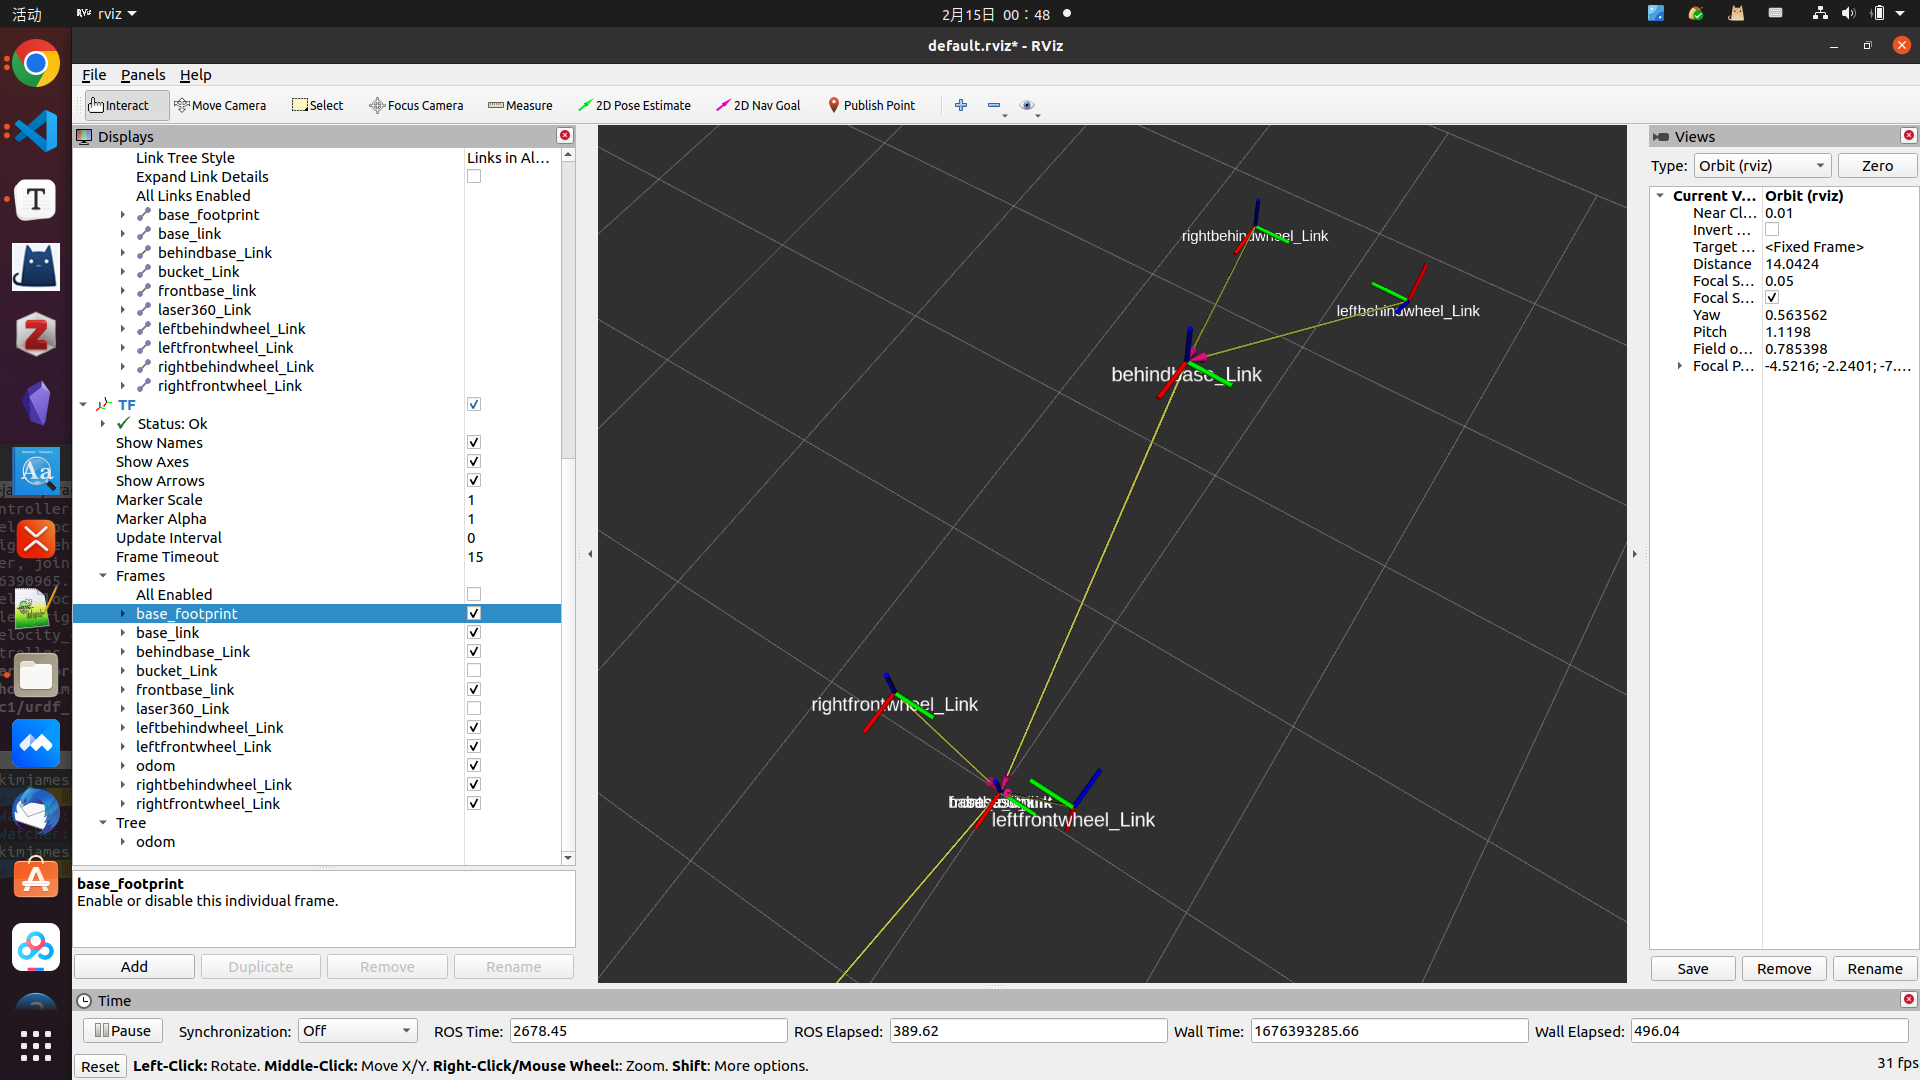 活动
rviz
2月15日 00：48
default.rviz* - RViz
File Panels Help
Interact Move Camera Select Focus Camera Measure 2D Pose Estimate 2D Nav Goal Publish Point
Displays
Link Tree Style Links in Al...
Expand Link Details
All Links Enabled
base_footprint
base_link
behindbase_Link
bucket_Link
frontbase_link
laser360_Link
leftbehindwheel_Link
leftfrontwheel_Link
rightbehindwheel_Link
rightfrontwheel_Link
TF
Status: Ok
Show Names
Show Axes
Show Arrows
Marker Scale 1
Marker Alpha 1
Update Interval 0
Frame Timeout 15
Frames
All Enabled
base_footprint
base_link
behindbase_Link
bucket_Link
frontbase_link
laser360_Link
leftbehindwheel_Link
leftfrontwheel_Link
odom
rightbehindwheel_Link
rightfrontwheel_Link
Tree
odom
base_footprint
Enable or disable this individual frame.
Add Duplicate Remove Rename
rightbehindwheel_Link
leftbehindwheel_Link
behindbase_Link
rightfrontwheel_Link
leftfrontwheel_Link
Views
Type: Orbit (rviz) Zero
Current V... Orbit (rviz)
Near Cl... 0.01
Invert ...
Target ... <Fixed Frame>
Distance 14.0424
Focal S... 0.05
Focal S...
Yaw 0.563562
Pitch 1.1198
Field o... 0.785398
Focal P... -4.5216; -2.2401; -7....
Save Remove Rename
Time
Pause Synchronization: Off ROS Time: 2678.45 ROS Elapsed: 389.62 Wall Time: 1676393285.66 Wall Elapsed: 496.04
Reset Left-Click: Rotate. Middle-Click: Move X/Y. Right-Click/Mouse Wheel:: Zoom. Shift: More options.
31 fps